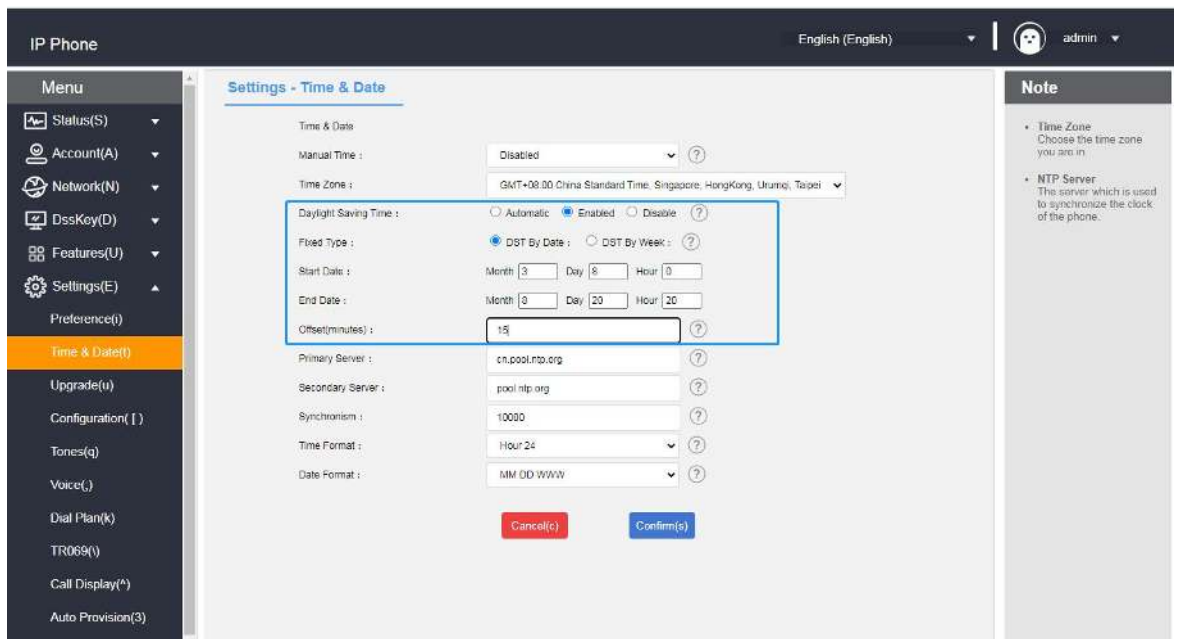 IP Phone
English (English)
admin
Menu
Status(S)
Account(A)
Network(N)
DssKey(D)
Features(U)
Settings(E)
Preference(i)
Time & Date(t)
Upgrade(u)
Configuration( [ )
Tones(q)
Voice(,)
Dial Plan(k)
TR069(\)
Call Display(^)
Auto Provision(3)
Settings - Time & Date
Time & Date
Manual Time : Disabled ?
Time Zone : GMT+08:00 China Standard Time, Singapore, HongKong, Urumqi, Taipei
Daylight Saving Time : Automatic Enabled Disable ?
Fixed Type : DST By Date : DST By Week : ?
Start Date : Month 3 Day 8 Hour 0
End Date : Month 8 Day 20 Hour 20
Offset(minutes) : 15 ?
Primary Server : cn.pool.ntp.org ?
Secondary Server : pool.ntp.org ?
Synchronism : 10000 ?
Time Format : Hour 24 ?
Date Format : MM DD WWW ?
Cancel(c) Confirm(s)
Note
• Time Zone
Choose the time zone
you are in
• NTP Server
The server which is used
to synchronize the clock
of the phone.